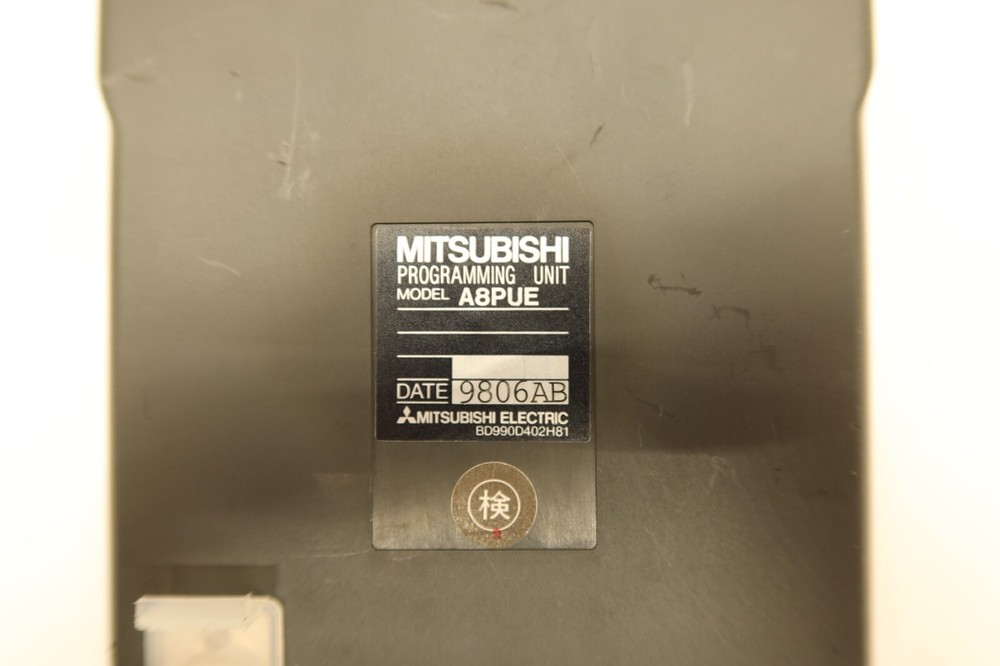 MITSUBISHI
PROGRAMMING UNIT
MODEL A8PUE
DATE 9806AB
MITSUBISHI ELECTRIC
BD990D402H81
検